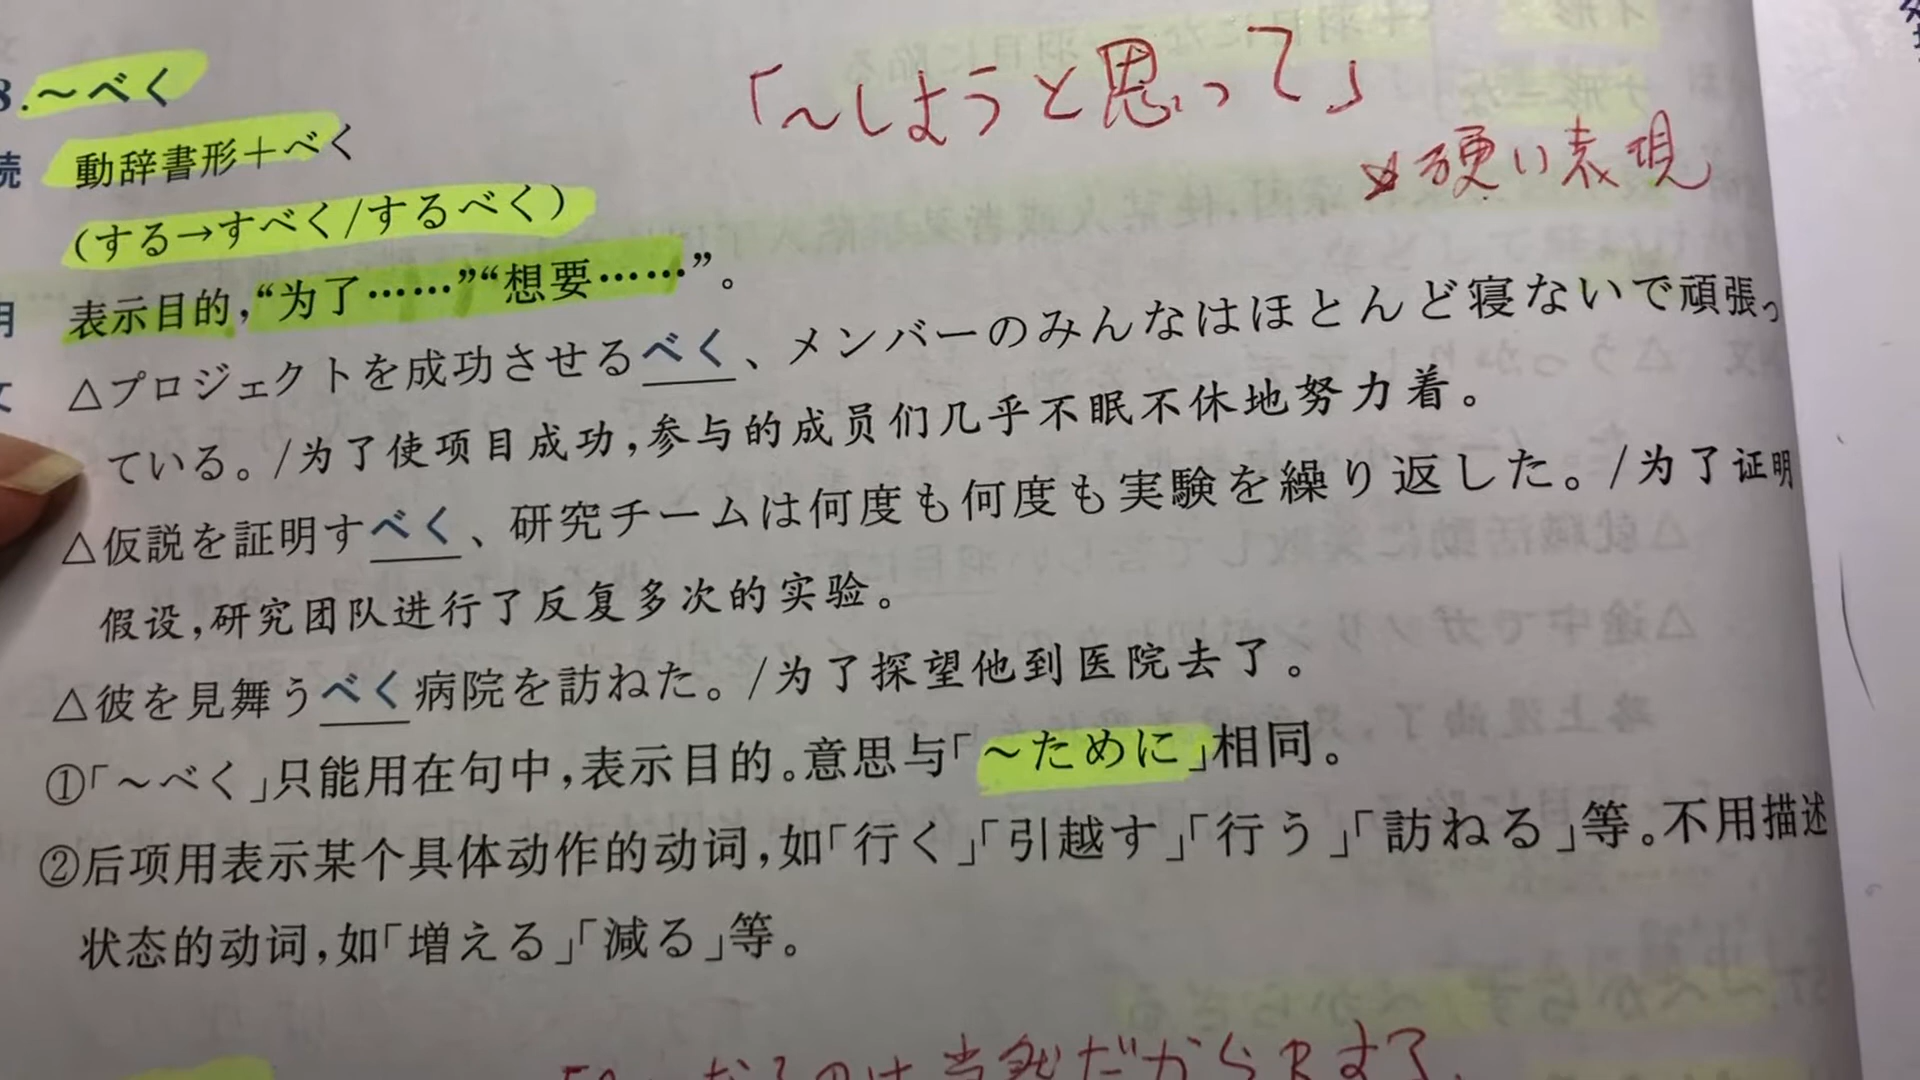 .～べく
「～しようと思って」
動辞書形＋べく
※硬い表現
（する→すべく/するべく）
表示目的，“为了……”“想要……”。
△プロジェクトを成功させるべく、メンバーのみんなはほとんど寝ないで頑張っ
ている。/为了使项目成功，参与的成员们几乎不眠不休地努力着。
△仮説を証明すべく、研究チームは何度も何度も実験を繰り返した。/为了证明
假设，研究团队进行了反复多次的实验。
△彼を見舞うべく病院を訪ねた。/为了探望他到医院去了。
①「～べく」只能用在句中，表示目的。意思与「～ために」相同。
②后项用表示某个具体动作的动词，如「行く」「引越す」「行う」「訪ねる」等。不用描述
状态的动词，如「増える」「減る」等。